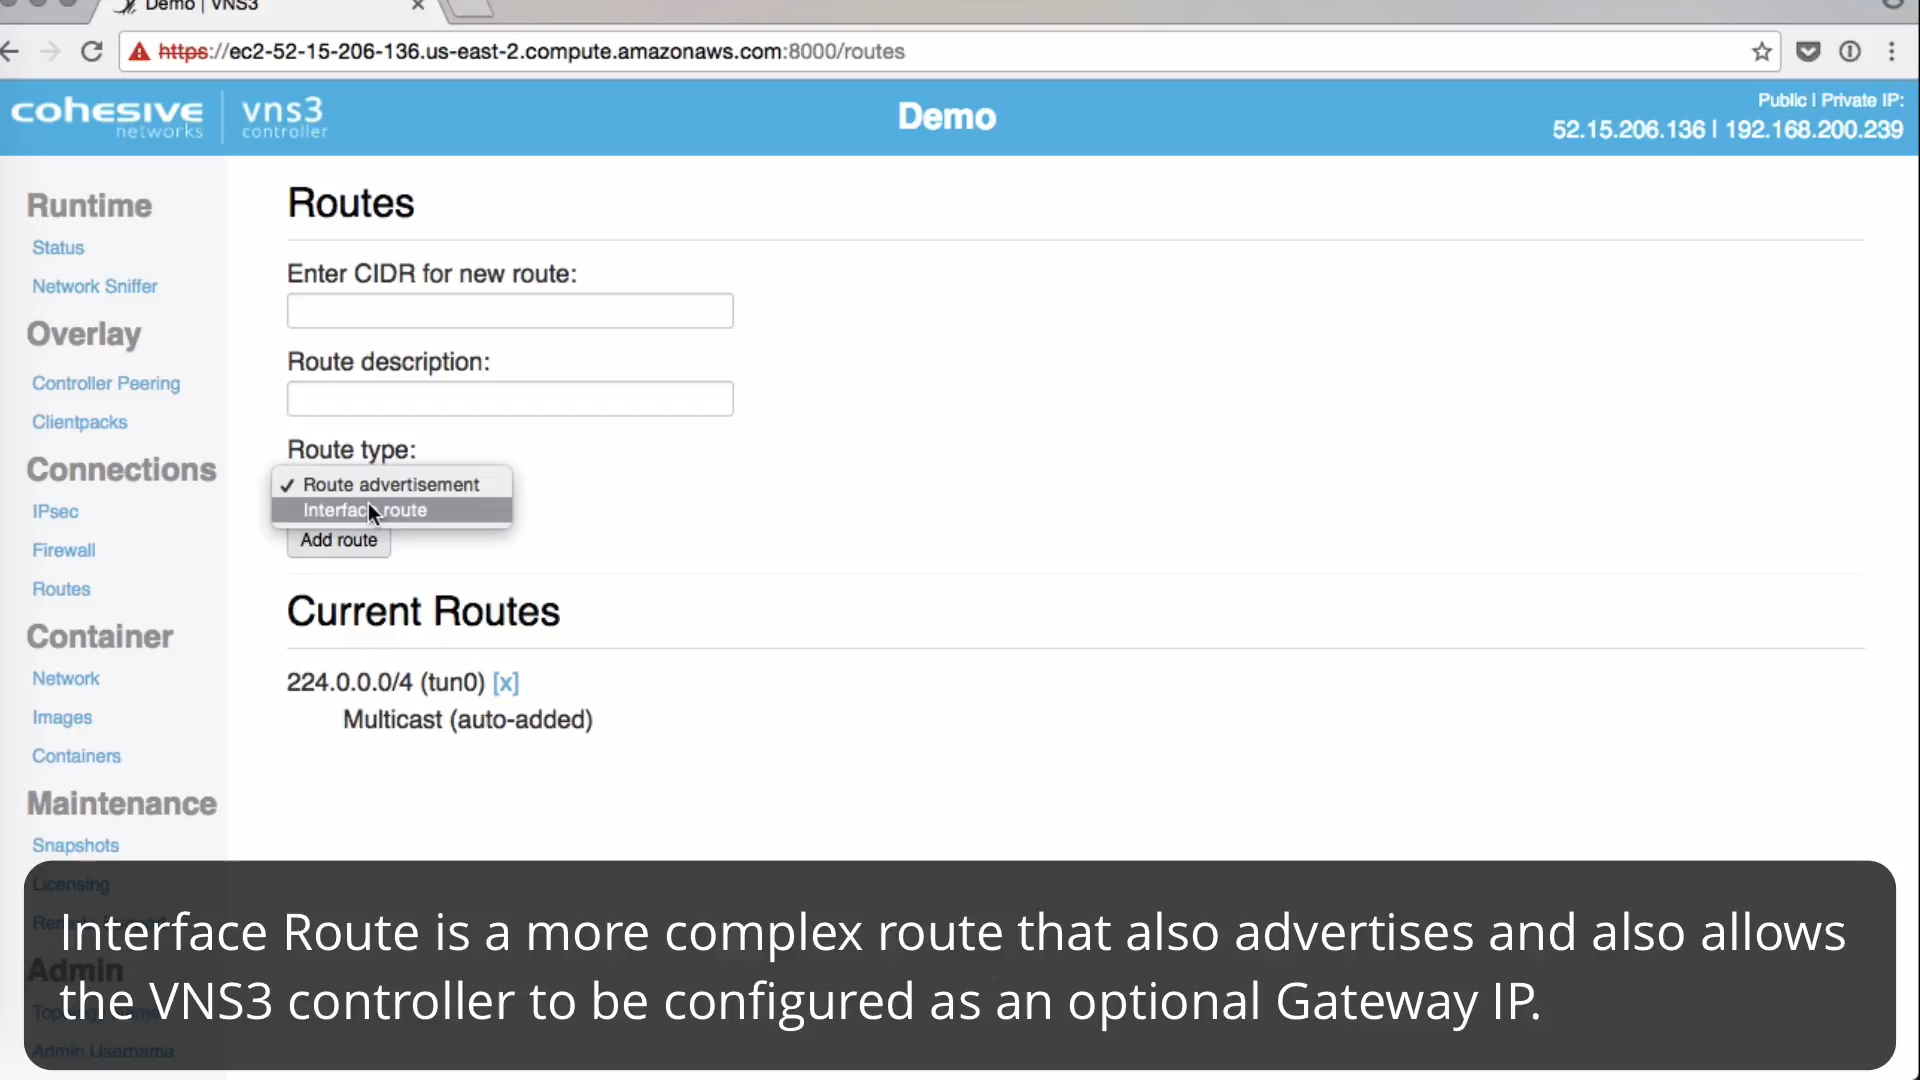 Demo | VNS3
https://ec2-52-15-206-136.us-east-2.compute.amazonaws.com:8000/routes
cohesive networks
vns3 controller
Demo
Public | Private IP:
52.15.206.136 | 192.168.200.239
Runtime
Status
Network Sniffer
Overlay
Controller Peering
Clientpacks
Connections
IPsec
Firewall
Routes
Container
Network
Images
Containers
Maintenance
Snapshots
Licensing
Admin
Admin Username
Routes
Enter CIDR for new route:
Route description:
Route type:
✓ Route advertisement
Interface route
Add route
Current Routes
224.0.0.0/4 (tun0) [x]
Multicast (auto-added)
Interface Route is a more complex route that also advertises and also allows
the VNS3 controller to be configured as an optional Gateway IP.